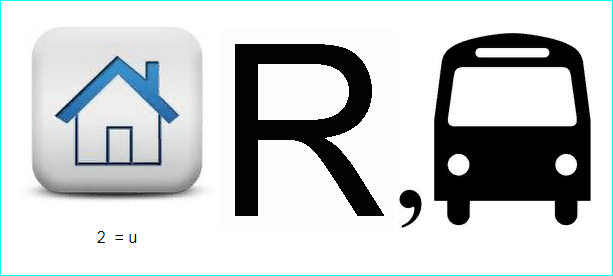 R,
2 = u